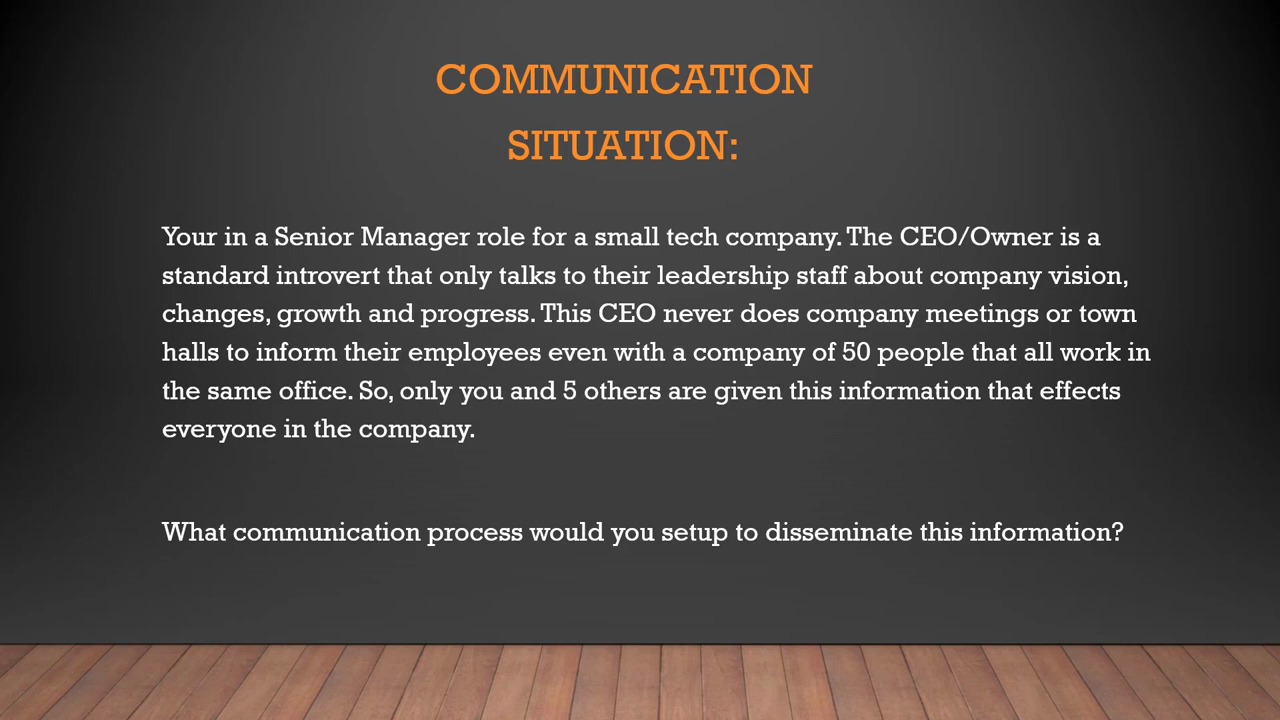 COMMUNICATION
SITUATION:
Your in a Senior Manager role for a small tech company. The CEO/Owner is a
standard introvert that only talks to their leadership staff about company vision,
changes, growth and progress. This CEO never does company meetings or town
halls to inform their employees even with a company of 50 people that all work in
the same office. So, only you and 5 others are given this information that effects
everyone in the company.
What communication process would you setup to disseminate this information?